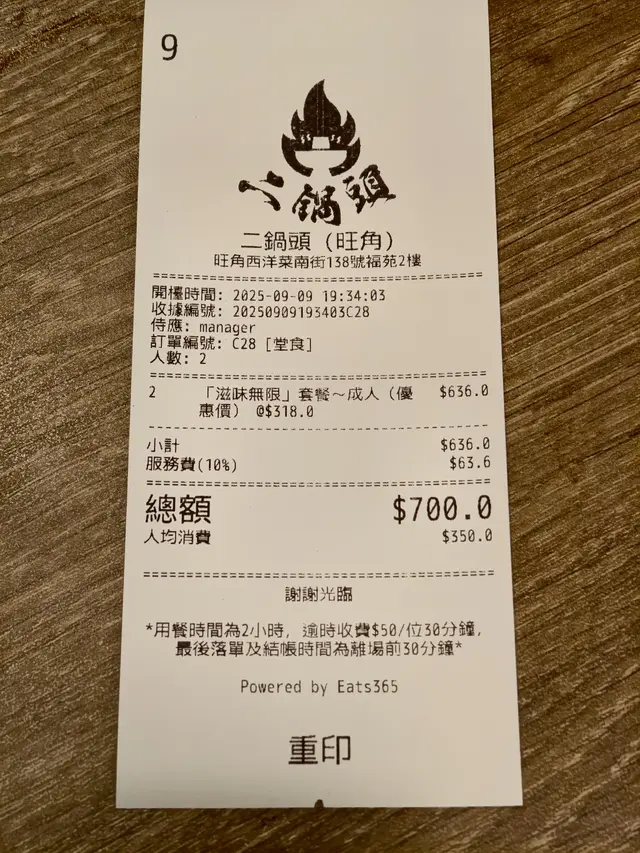 9
二鍋頭
二鍋頭 (旺角)
旺角西洋菜南街138號福苑2樓
開檯時間: 2025-09-09 19:34:03
收據編號: 20250909193403C28
侍應: manager
訂單編號: C28 [堂食]
人數: 2
2 「滋味無限」套餐～成人（優 $636.0
惠價） @$318.0
小計 $636.0
服務費(10%) $63.6
總額 $700.0
人均消費 $350.0
謝謝光臨
*用餐時間為2小時, 逾時收費$50/位30分鐘,
最後落單及結帳時間為離場前30分鐘*
Powered by Eats365
重印